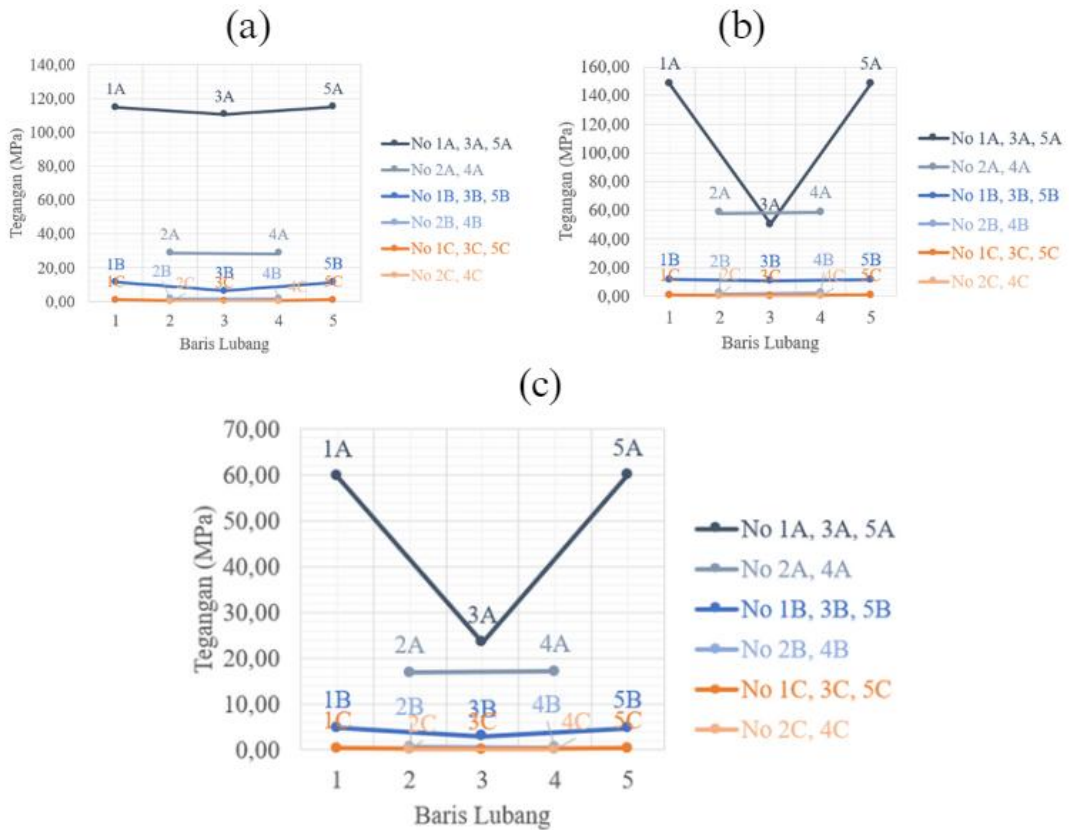 (a)
140,00
120,00
100,00
80,00
60,00
40,00
20,00
0,00
Tegangan (MPa)
1A
3A
5A
2A
4A
1B
2B
3B
4B
5B
1C
2C
3C
4C
5C
1 2 3 4 5
Baris Lubang
No 1A, 3A, 5A
No 2A, 4A
No 1B, 3B, 5B
No 2B, 4B
No 1C, 3C, 5C
No 2C, 4C
(b)
160,00
140,00
120,00
100,00
80,00
60,00
40,00
20,00
0,00
Tegangan (MPa)
1A
5A
2A
3A
4A
1B
2B
3B
4B
5B
1C
2C
3C
4C
5C
1 2 3 4 5
Baris Lubang
No 1A, 3A, 5A
No 2A, 4A
No 1B, 3B, 5B
No 2B, 4B
No 1C, 3C, 5C
No 2C, 4C
(c)
70,00
60,00
50,00
40,00
30,00
20,00
10,00
0,00
Tegangan (MPa)
1A
5A
3A
2A
4A
1B
2B
3B
4B
5B
1C
2C
3C
4C
5C
1 2 3 4 5
Baris Lubang
No 1A, 3A, 5A
No 2A, 4A
No 1B, 3B, 5B
No 2B, 4B
No 1C, 3C, 5C
No 2C, 4C